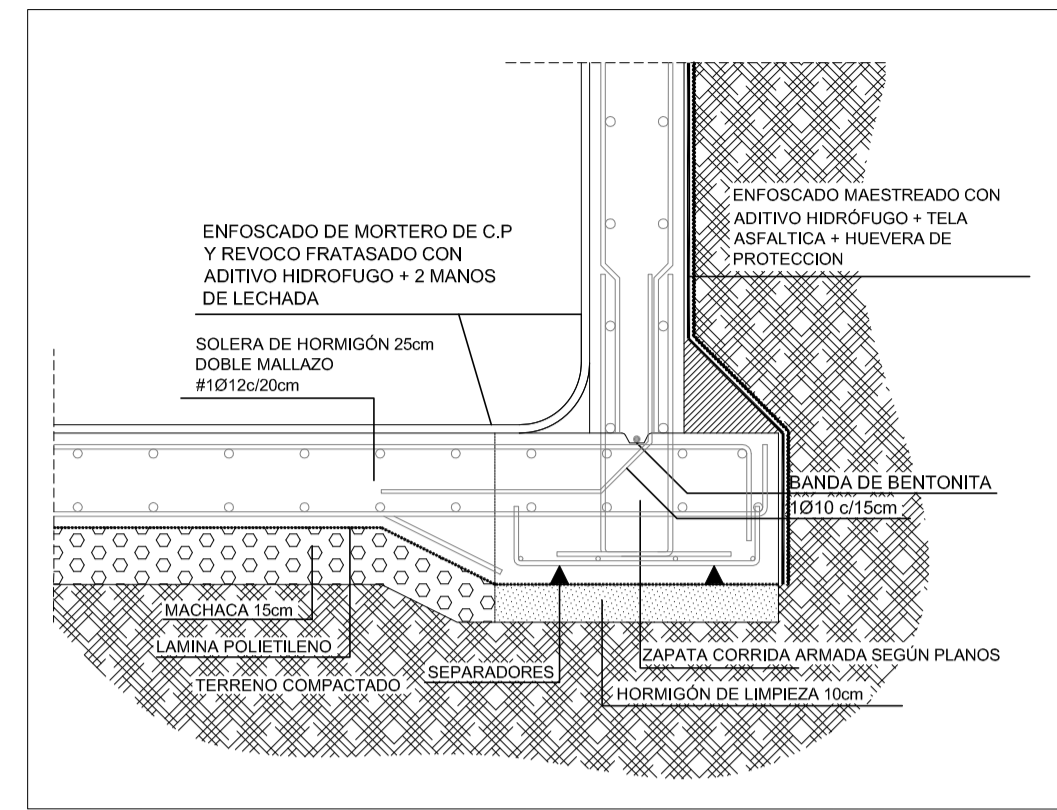 ENFOSCADO MAESTREADO CON
ADITIVO HIDRÓFUGO + TELA
ASFALTICA + HUEVERA DE
PROTECCION
ENFOSCADO DE MORTERO DE C.P
Y REVOCO FRATASADO CON
ADITIVO HIDROFUGO + 2 MANOS
DE LECHADA
SOLERA DE HORMIGÓN 25cm
DOBLE MALLAZO
#1Ø12c/20cm
BANDA DE BENTONITA
1Ø10 c/15cm
MACHACA 15cm
LAMINA POLIETILENO
TERRENO COMPACTADO
SEPARADORES
ZAPATA CORRIDA ARMADA SEGÚN PLANOS
HORMIGÓN DE LIMPIEZA 10cm